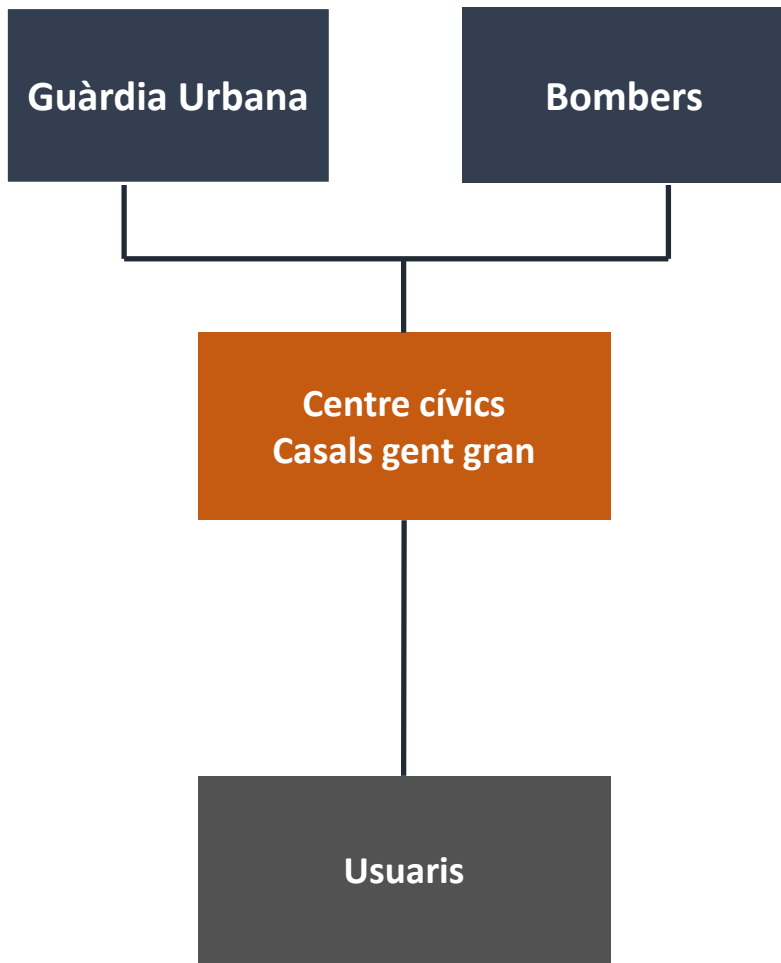 Guàrdia Urbana
Bombers
Centre cívics
Casals gent gran
Usuaris